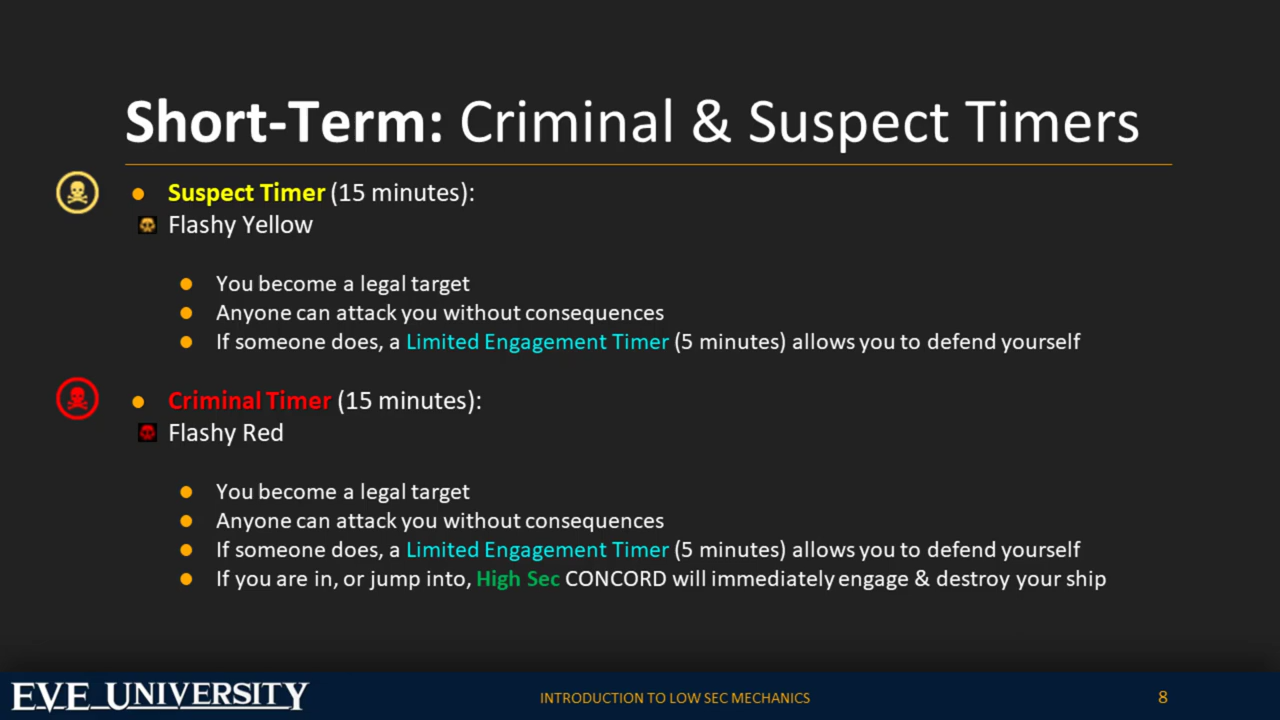 Short-Term: Criminal & Suspect Timers
Suspect Timer (15 minutes):
Flashy Yellow
You become a legal target
Anyone can attack you without consequences
If someone does, a Limited Engagement Timer (5 minutes) allows you to defend yourself
Criminal Timer (15 minutes):
Flashy Red
You become a legal target
Anyone can attack you without consequences
If someone does, a Limited Engagement Timer (5 minutes) allows you to defend yourself
If you are in, or jump into, High Sec CONCORD will immediately engage & destroy your ship
EVE UNIVERSITY
INTRODUCTION TO LOW SEC MECHANICS
8